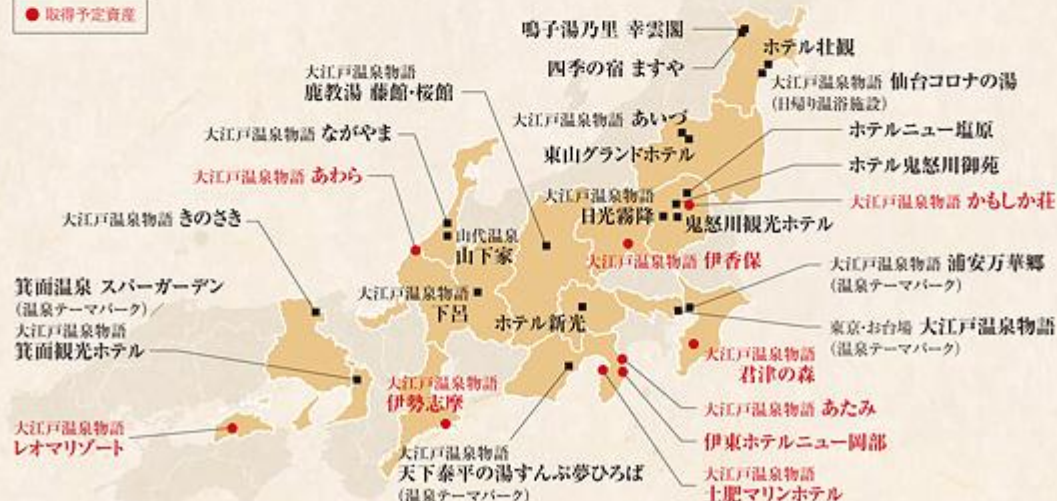 ● 取得予定資産
鳴子湯乃里 幸雲閣
四季の宿 ますや
ホテル壮観
大江戸温泉物語 仙台コロナの湯
(日帰り温浴施設)
大江戸温泉物語
鹿教湯 藤館・桜館
大江戸温泉物語 あいづ
東山グランドホテル
ホテルニュー塩原
大江戸温泉物語 ながやま
ホテル鬼怒川御苑
大江戸温泉物語 あわら
大江戸温泉物語
日光霧降
大江戸温泉物語 かもしか荘
鬼怒川観光ホテル
大江戸温泉物語 きのさき
山代温泉
山下家
大江戸温泉物語 伊香保
大江戸温泉物語 浦安万華郷
(温泉テーマパーク)
箕面温泉 スパーガーデン
(温泉テーマパーク)/
大江戸温泉物語
箕面観光ホテル
大江戸温泉物語
下呂
ホテル新光
東京・お台場 大江戸温泉物語
(温泉テーマパーク)
大江戸温泉物語
君津の森
大江戸温泉物語
伊勢志摩
大江戸温泉物語 あたみ
大江戸温泉物語
レオマリゾート
伊東ホテルニュー岡部
大江戸温泉物語
天下泰平の湯すんぷ夢ひろば
(温泉テーマパーク)
大江戸温泉物語
土肥マリンホテル